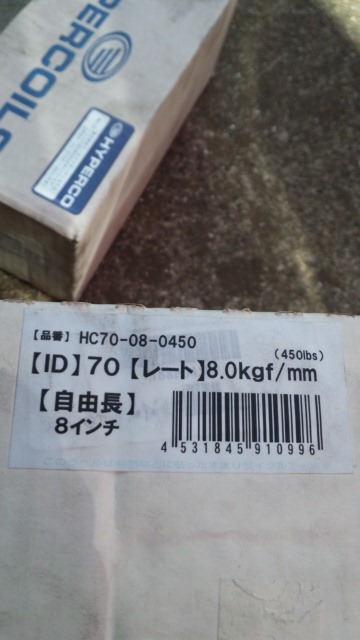 HYPERCOILS
HYPERCO
【品番】 HC70-08-0450
(450lbs)
【ID】70【レート】8.0kgf/mm
【自由長】
8インチ
4 531845 910996